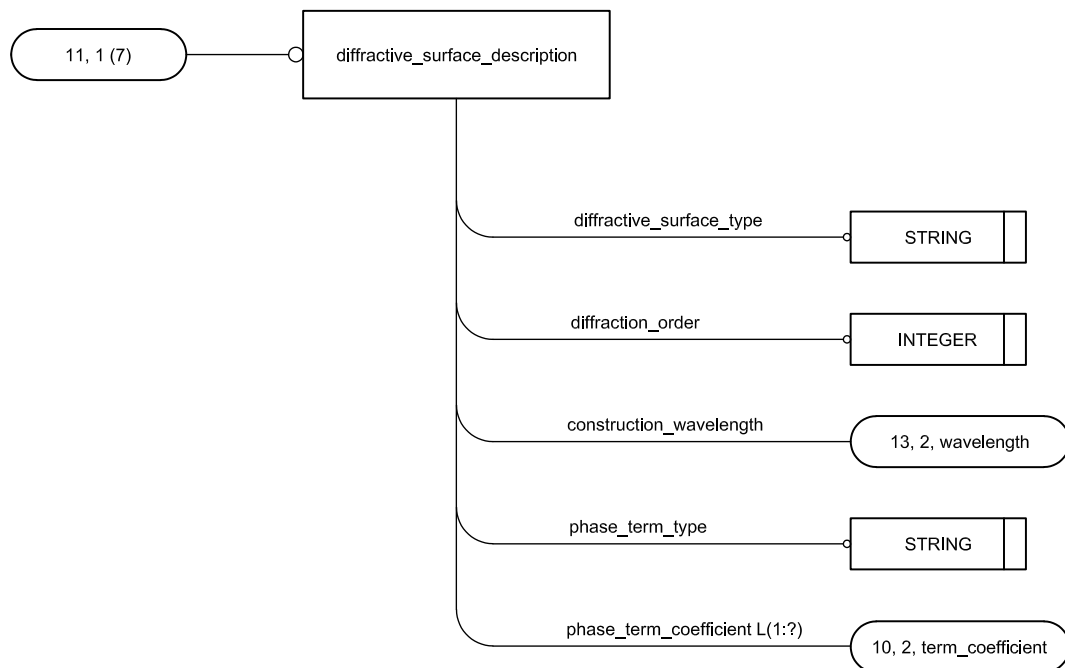 11, 1 (7)
diffractive_surface_description
diffractive_surface_type
STRING
diffraction_order
INTEGER
construction_wavelength
13, 2, wavelength
phase_term_type
STRING
phase_term_coefficient L(1:?)
10, 2, term_coefficient